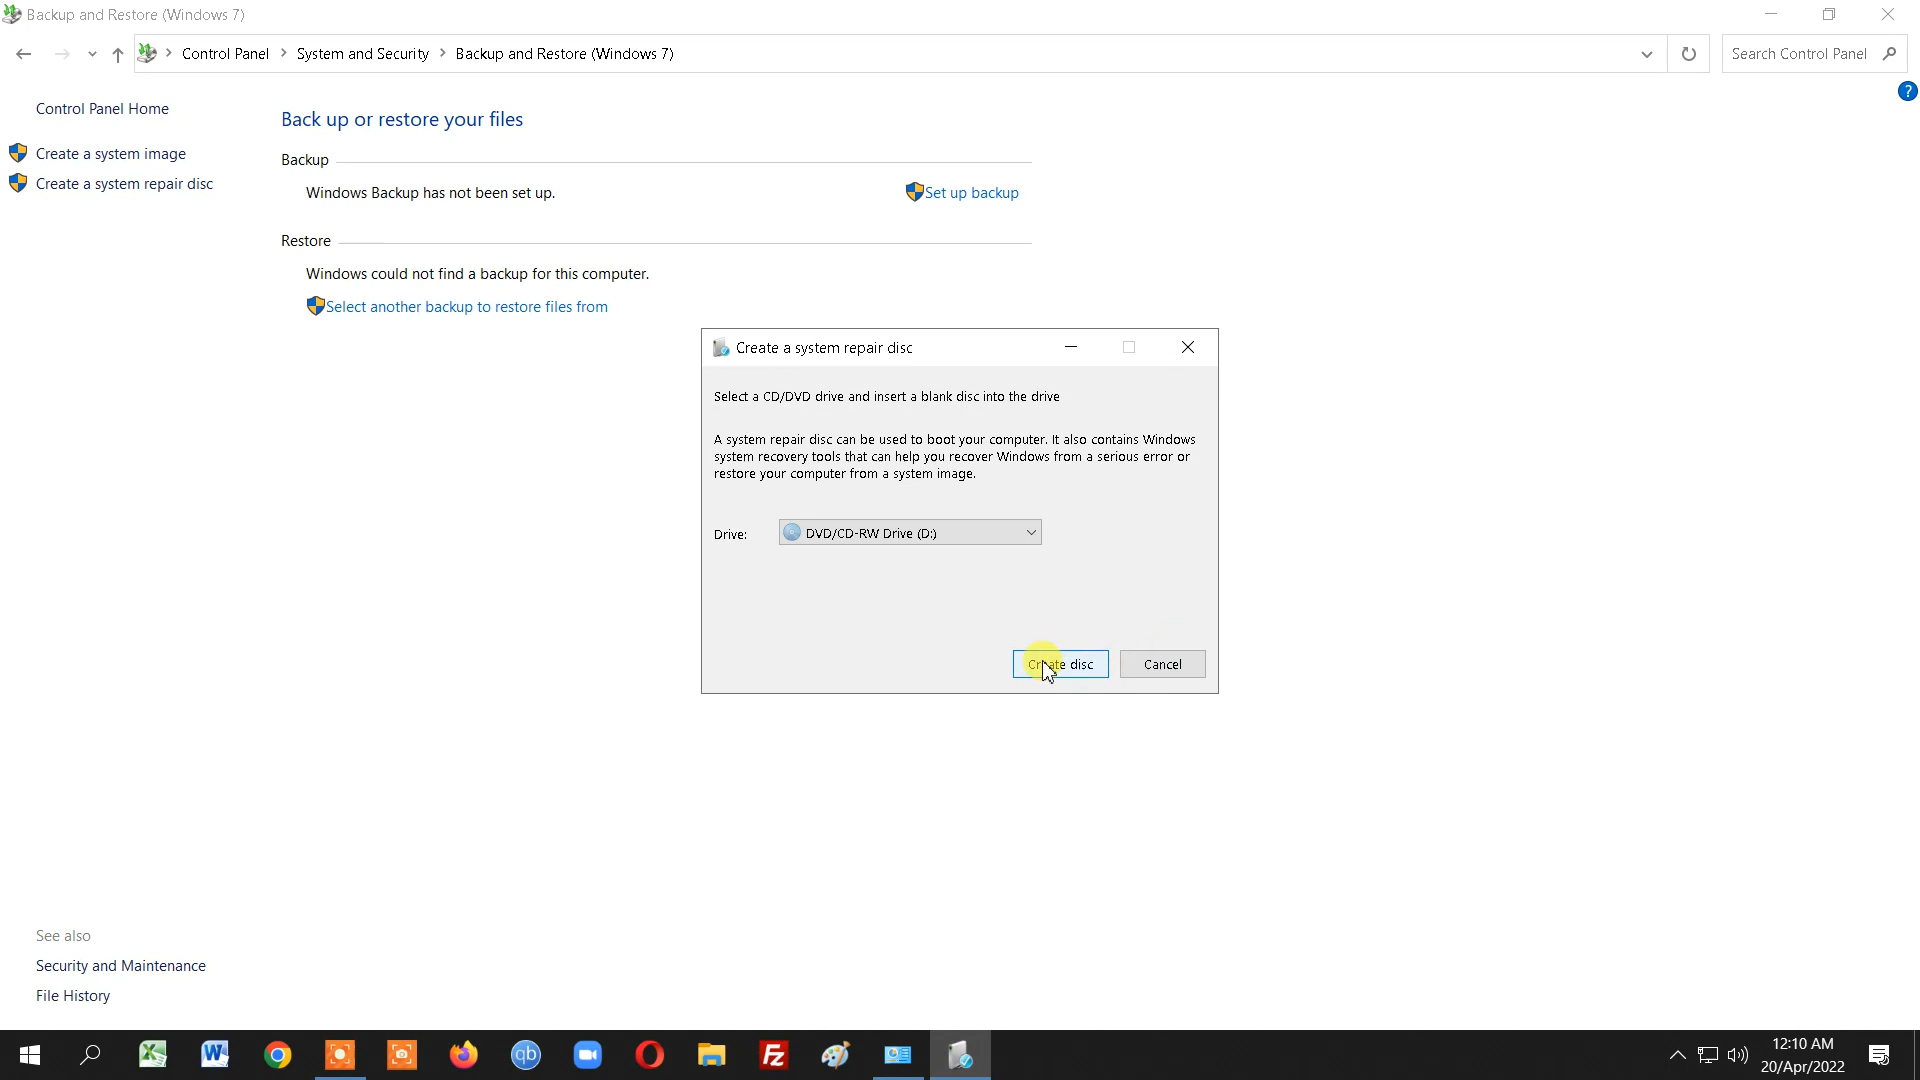 Backup and Restore (Windows 7)
Control Panel > System and Security > Backup and Restore (Windows 7)
Search Control Panel
?
Control Panel Home
Create a system image
Create a system repair disc
Back up or restore your files
Backup
Windows Backup has not been set up.
Set up backup
Restore
Windows could not find a backup for this computer.
Select another backup to restore files from
Create a system repair disc
Select a CD/DVD drive and insert a blank disc into the drive
A system repair disc can be used to boot your computer. It also contains Windows
system recovery tools that can help you recover Windows from a serious error or
restore your computer from a system image.
Drive: DVD/CD-RW Drive (D:)
Create disc
Cancel
See also
Security and Maintenance
File History
qb
Fz
12:10 AM
20/Apr/2022